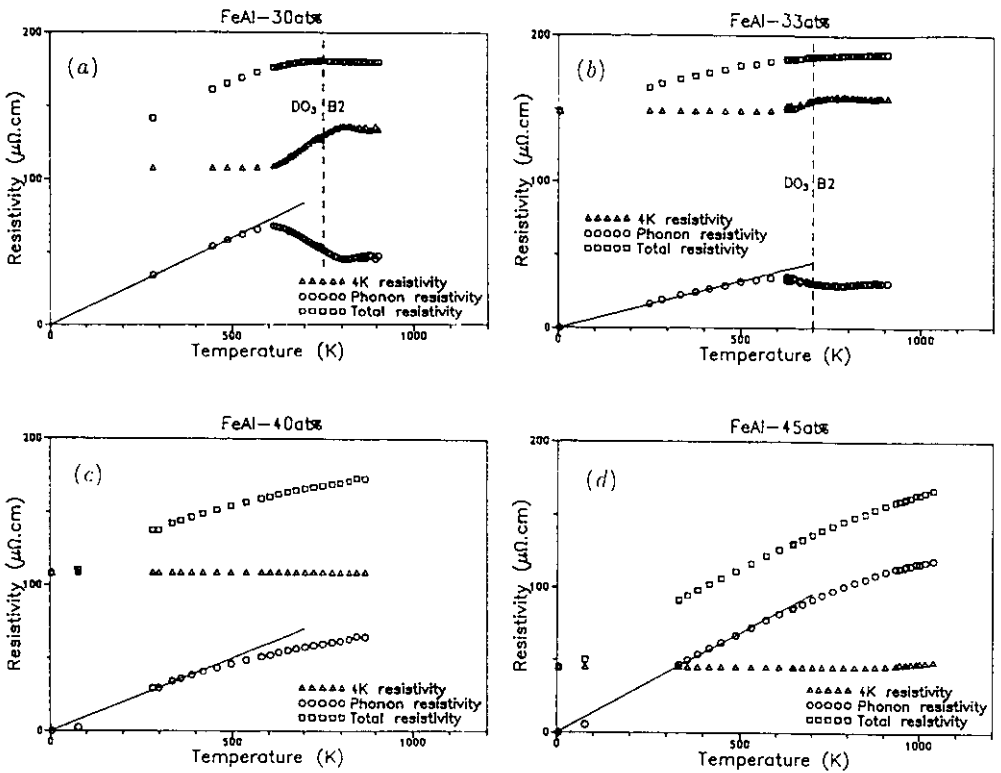 FeAl-30at%
200
(a)
DO₃ B2
100
Resistivity (μΩ.cm)
△△△△△ 4K resistivity
○○○○○ Phonon resistivity
□□□□□ Total resistivity
0
0
500
1000
Temperature (K)
FeAl-33at%
200
(b)
DO₃ B2
100
Resistivity (μΩ.cm)
△△△△△ 4K resistivity
○○○○○ Phonon resistivity
□□□□□ Total resistivity
0
0
500
1000
Temperature (K)
FeAl-40at%
200
(c)
100
Resistivity (μΩ.cm)
△△△△△ 4K resistivity
○○○○○ Phonon resistivity
□□□□□ Total resistivity
0
0
500
1000
Temperature (K)
FeAl-45at%
200
(d)
100
Resistivity (μΩ.cm)
△△△△△ 4K resistivity
○○○○○ Phonon resistivity
□□□□□ Total resistivity
0
0
500
1000
Temperature (K)